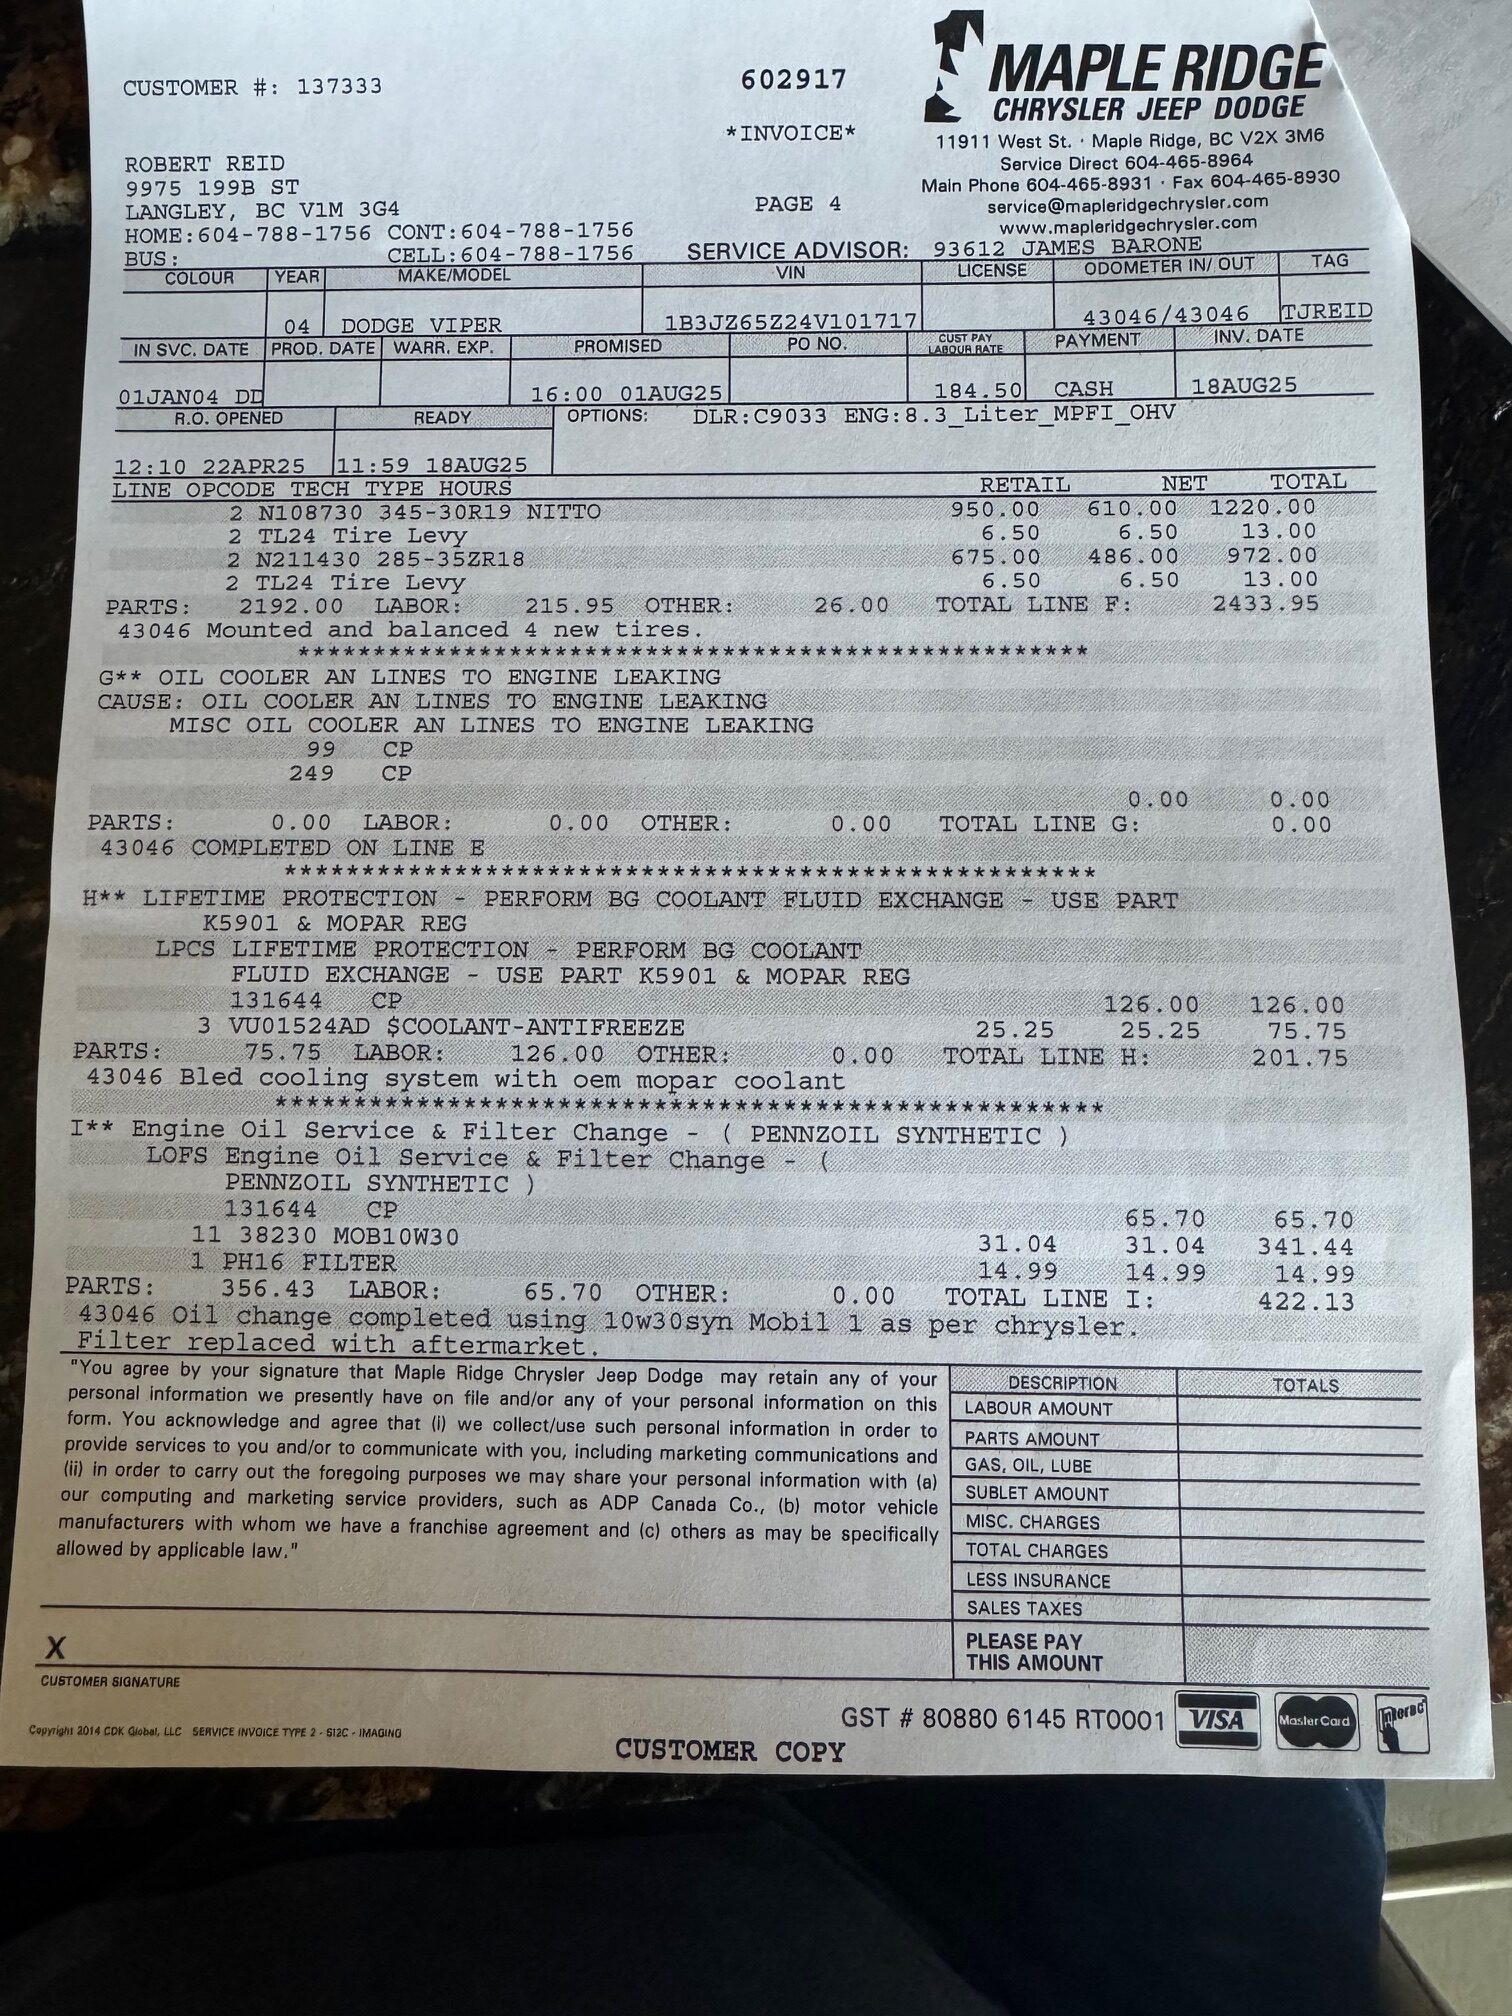 CUSTOMER #: 137333
602917
*INVOICE*
MAPLE RIDGE
CHRYSLER JEEP DODGE
11911 West St. · Maple Ridge, BC V2X 3M6
Service Direct 604-465-8964
Main Phone 604-465-8931 · Fax 604-465-8930
service@mapleridgechrysler.com
www.mapleridgechrysler.com
ROBERT REID
9975 199B ST
LANGLEY, BC V1M 3G4
PAGE 4
HOME:604-788-1756 CONT:604-788-1756
BUS: CELL:604-788-1756
SERVICE ADVISOR: 93612 JAMES BARONE
COLOUR YEAR MAKE/MODEL VIN LICENSE ODOMETER IN/ OUT TAG
04 DODGE VIPER 1B3JZ65Z24V101717 43046/43046 TJREID
IN SVC. DATE PROD. DATE WARR. EXP. PROMISED PO NO. CUST PAY LABOUR RATE PAYMENT INV. DATE
01JAN04 DD 16:00 01AUG25 184.50 CASH 18AUG25
R.O. OPENED READY OPTIONS: DLR:C9033 ENG:8.3_Liter_MPFI_OHV
12:10 22APR25 11:59 18AUG25
LINE OPCODE TECH TYPE HOURS RETAIL NET TOTAL
2 N108730 345-30R19 NITTO 950.00 610.00 1220.00
2 TL24 Tire Levy 6.50 6.50 13.00
2 N211430 285-35ZR18 675.00 486.00 972.00
2 TL24 Tire Levy 6.50 6.50 13.00
PARTS: 2192.00 LABOR: 215.95 OTHER: 26.00 TOTAL LINE F: 2433.95
43046 Mounted and balanced 4 new tires.
****************************************************
G** OIL COOLER AN LINES TO ENGINE LEAKING
CAUSE: OIL COOLER AN LINES TO ENGINE LEAKING
MISC OIL COOLER AN LINES TO ENGINE LEAKING
99 CP
249 CP
0.00 0.00
PARTS: 0.00 LABOR: 0.00 OTHER: 0.00 TOTAL LINE G: 0.00
43046 COMPLETED ON LINE E
****************************************************
H** LIFETIME PROTECTION - PERFORM BG COOLANT FLUID EXCHANGE - USE PART
K5901 & MOPAR REG
LPCS LIFETIME PROTECTION - PERFORM BG COOLANT
FLUID EXCHANGE - USE PART K5901 & MOPAR REG
131644 CP 126.00 126.00
3 VU01524AD $COOLANT-ANTIFREEZE 25.25 25.25 75.75
PARTS: 75.75 LABOR: 126.00 OTHER: 0.00 TOTAL LINE H: 201.75
43046 Bled cooling system with oem mopar coolant
****************************************************
I** Engine Oil Service & Filter Change - ( PENNZOIL SYNTHETIC )
LOFS Engine Oil Service & Filter Change - (
PENNZOIL SYNTHETIC )
131644 CP 65.70 65.70
11 38230 MOB10W30 31.04 31.04 341.44
1 PH16 FILTER 14.99 14.99 14.99
PARTS: 356.43 LABOR: 65.70 OTHER: 0.00 TOTAL LINE I: 422.13
43046 Oil change completed using 10w30syn Mobil 1 as per chrysler.
Filter replaced with aftermarket.
"You agree by your signature that Maple Ridge Chrysler Jeep Dodge may retain any of your
personal information we presently have on file and/or any of your personal information on this
form. You acknowledge and agree that (i) we collect/use such personal information in order to
provide services to you and/or to communicate with you, including marketing communications and
(ii) in order to carry out the foregoing purposes we may share your personal information with (a)
our computing and marketing service providers, such as ADP Canada Co., (b) motor vehicle
manufacturers with whom we have a franchise agreement and (c) others as may be specifically
allowed by applicable law."
DESCRIPTION TOTALS
LABOUR AMOUNT
PARTS AMOUNT
GAS, OIL, LUBE
SUBLET AMOUNT
MISC. CHARGES
TOTAL CHARGES
LESS INSURANCE
SALES TAXES
PLEASE PAY
THIS AMOUNT
X
CUSTOMER SIGNATURE
Copyright 2014 CDK Global, LLC SERVICE INVOICE TYPE 2 - SI2C - IMAGING
GST # 80880 6145 RT0001
VISA
MasterCard
Interac
CUSTOMER COPY